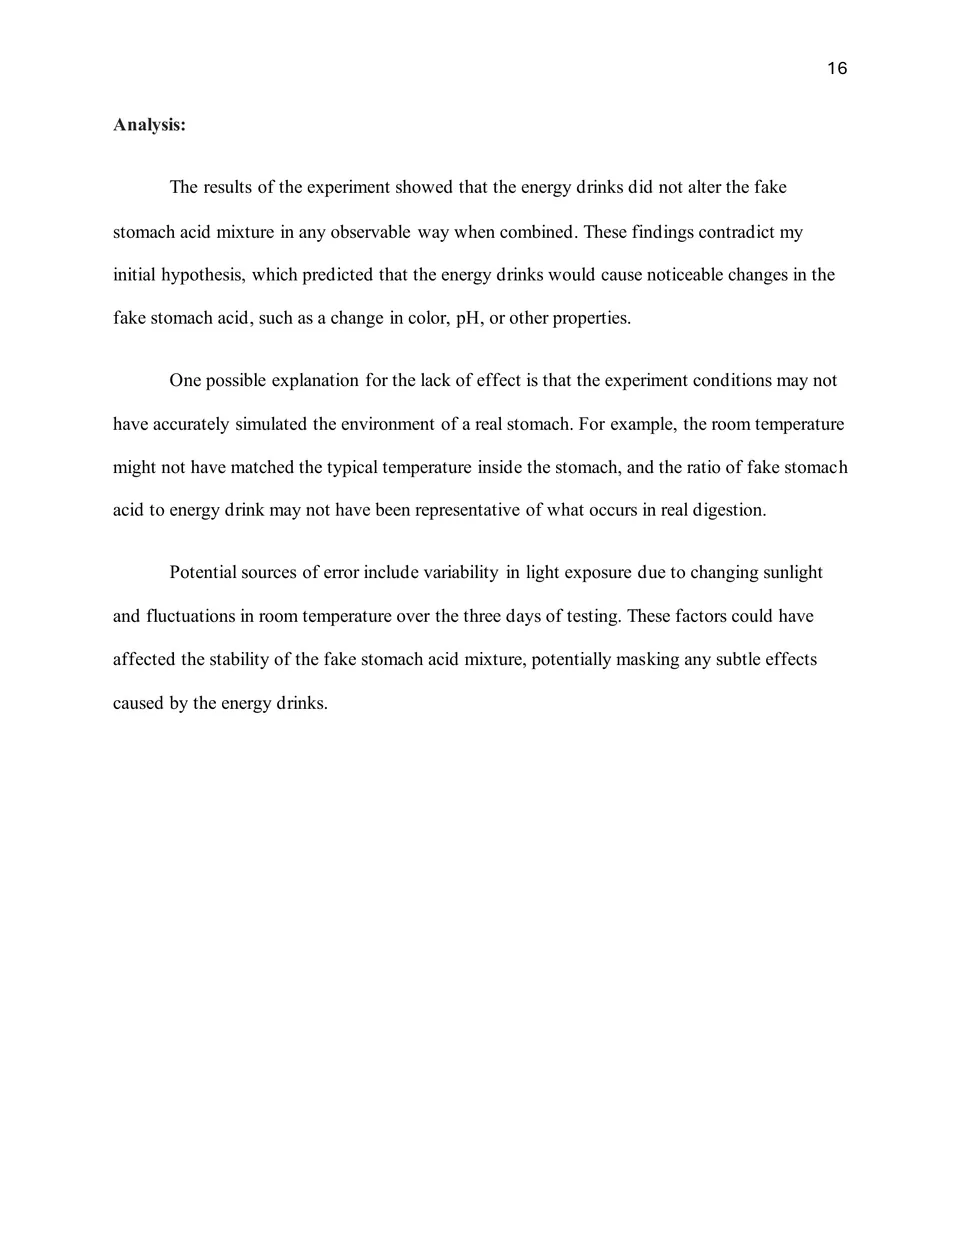 16
Analysis:
The results of the experiment showed that the energy drinks did not alter the fake
stomach acid mixture in any observable way when combined. These findings contradict my
initial hypothesis, which predicted that the energy drinks would cause noticeable changes in the
fake stomach acid, such as a change in color, pH, or other properties.
One possible explanation for the lack of effect is that the experiment conditions may not
have accurately simulated the environment of a real stomach. For example, the room temperature
might not have matched the typical temperature inside the stomach, and the ratio of fake stomach
acid to energy drink may not have been representative of what occurs in real digestion.
Potential sources of error include variability in light exposure due to changing sunlight
and fluctuations in room temperature over the three days of testing. These factors could have
affected the stability of the fake stomach acid mixture, potentially masking any subtle effects
caused by the energy drinks.